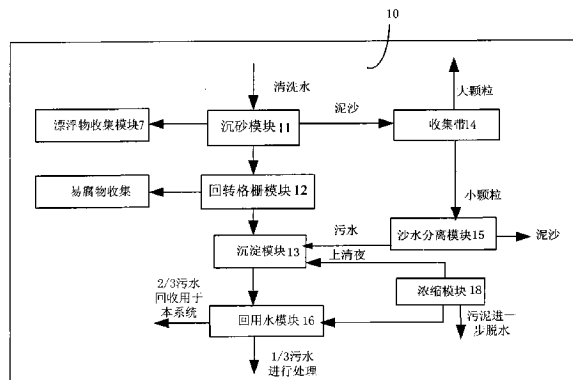 10
清洗水
大颗粒
漂浮物收集模块7
沉砂模块11
泥沙
收集带14
易腐物收集
回转格栅模块 12
小颗粒
沉淀模块13
污水
上清夜
沙水分离模块15
泥沙
2/3污水
回收用于
本系统
回用水模块 16
浓缩模块18
污泥进一
步脱水
1/3污水
进行处理